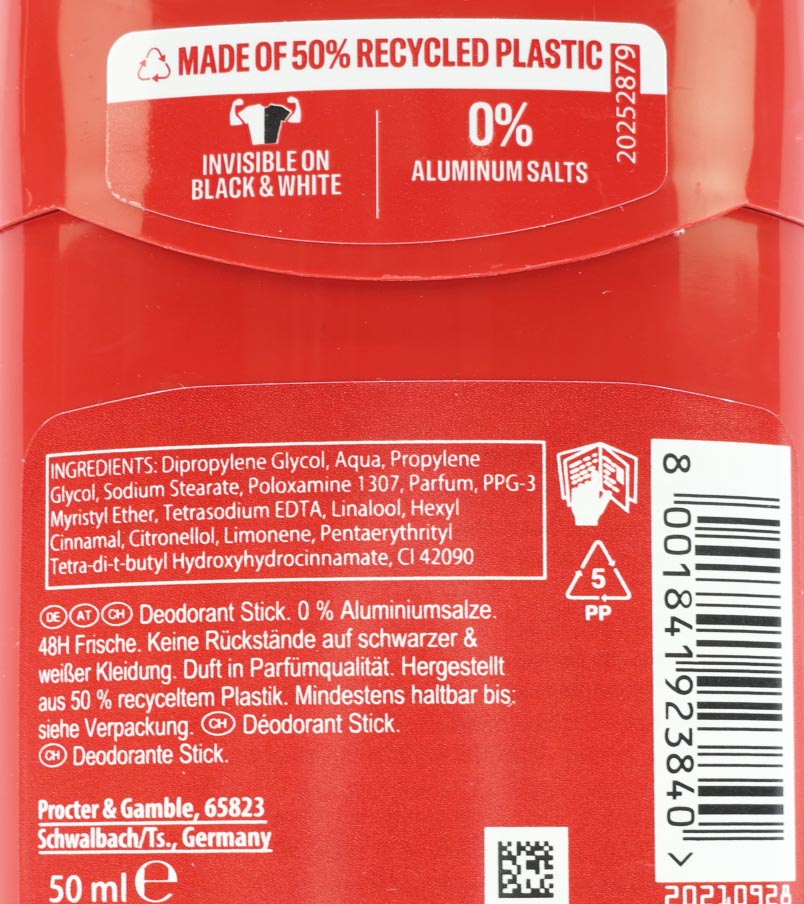 MADE OF 50% RECYCLED PLASTIC
20252879
INVISIBLE ON
BLACK & WHITE
0%
ALUMINUM SALTS
INGREDIENTS: Dipropylene Glycol, Aqua, Propylene
Glycol, Sodium Stearate, Poloxamine 1307, Parfum, PPG-3
Myristyl Ether, Tetrasodium EDTA, Linalool, Hexyl
Cinnamal, Citronellol, Limonene, Pentaerythrityl
Tetra-di-t-butyl Hydroxyhydrocinnamate, CI 42090
5
PP
DE AT CH Deodorant Stick. 0 % Aluminiumsalze.
48H Frische. Keine Rückstände auf schwarzer &
weißer Kleidung. Duft in Parfümqualität. Hergestellt
aus 50 % recyceltem Plastik. Mindestens haltbar bis:
siehe Verpackung. CH Déodorant Stick.
CH Deodorante Stick.
Procter & Gamble, 65823
Schwalbach/Ts., Germany
50 ml e
8 001841 923840 >
20210928